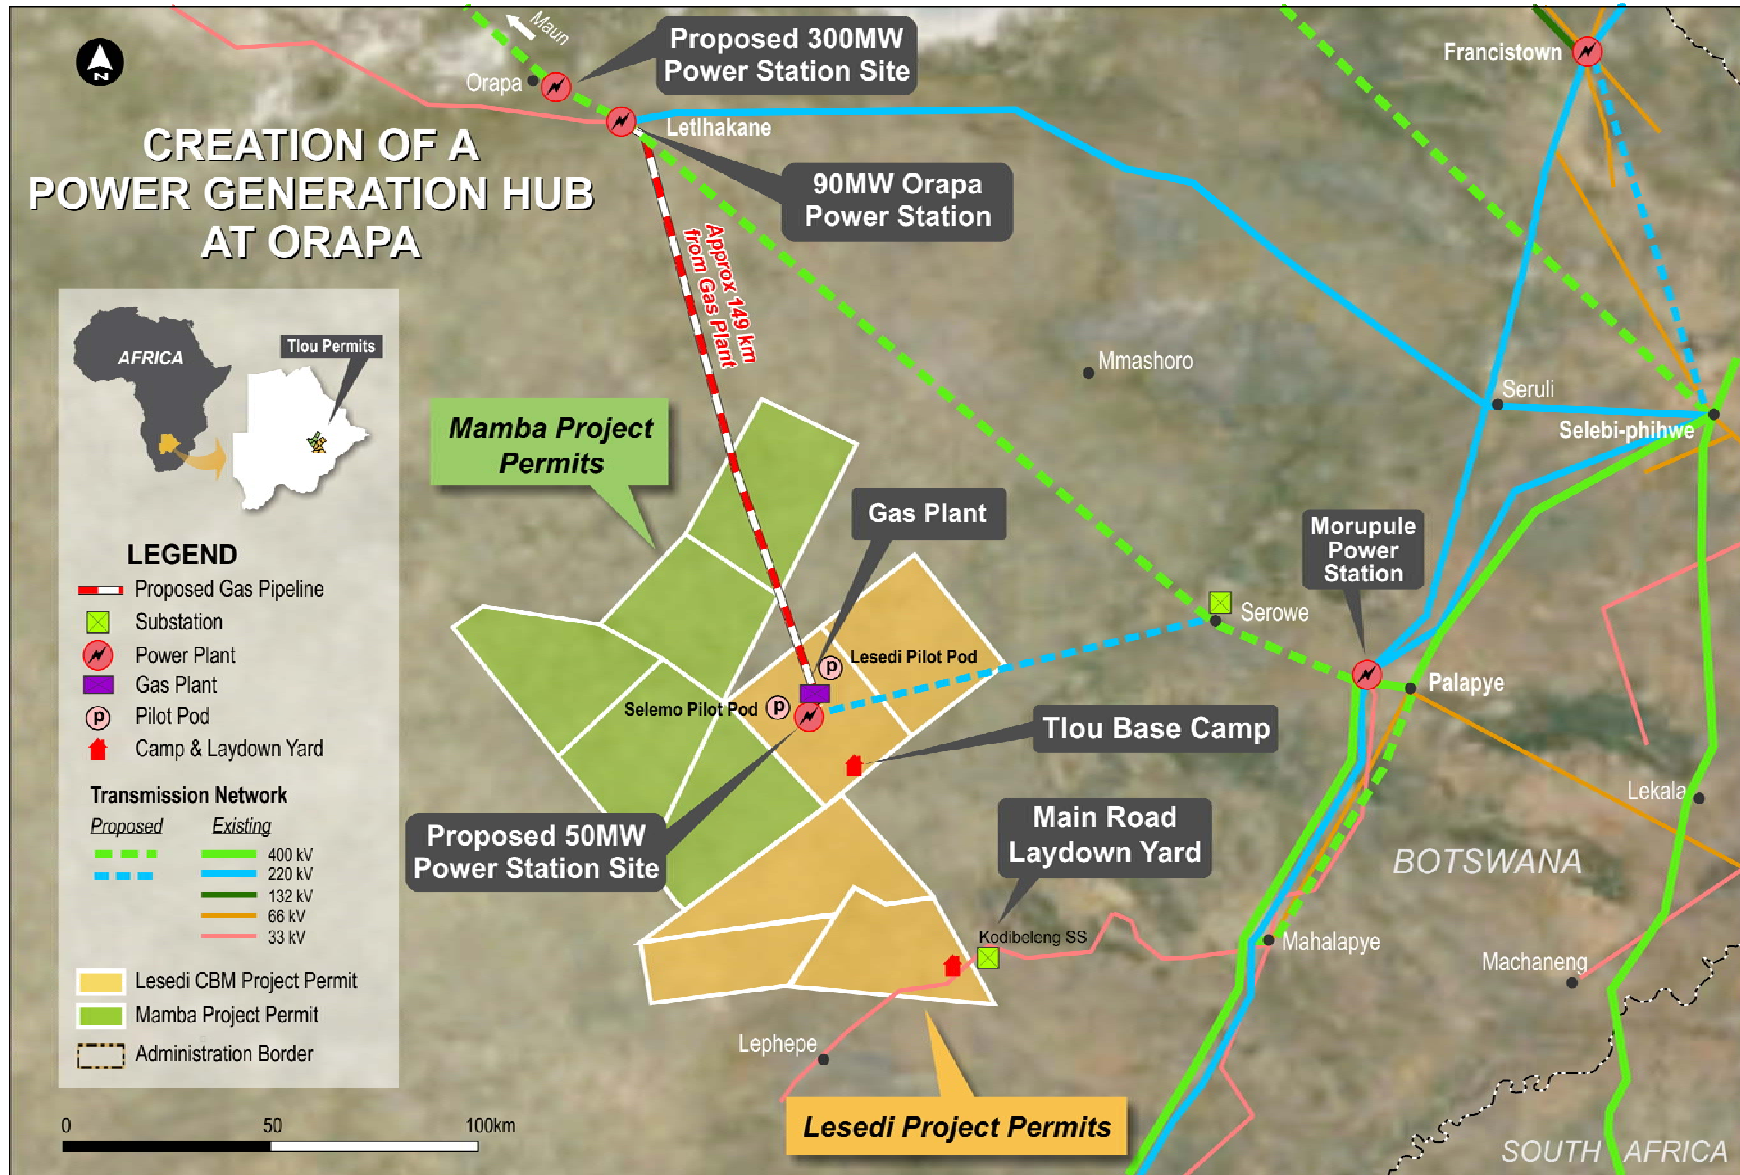 CREATION OF A
POWER GENERATION HUB
AT ORAPA
N
Maun
Orapa
Proposed 300MW
Power Station Site
Letlhakane
90MW Orapa
Power Station
Francistown
Approx 149 km
from Gas Plant
Mmashoro
Seruli
Selebi-phihwe
AFRICA
Tlou Permits
Mamba Project
Permits
Gas Plant
Morupule
Power
Station
Serowe
Lesedi Pilot Pod
P
Selemo Pilot Pod
P
Palapye
Tlou Base Camp
Proposed 50MW
Power Station Site
Main Road
Laydown Yard
Lekala
BOTSWANA
Kodibeleng SS
Mahalapye
Machaneng
Lephepe
Lesedi Project Permits
SOUTH AFRICA
LEGEND
Proposed Gas Pipeline
Substation
Power Plant
Gas Plant
P Pilot Pod
Camp & Laydown Yard
Transmission Network
Proposed Existing
400 kV
220 kV
132 kV
66 kV
33 kV
Lesedi CBM Project Permit
Mamba Project Permit
Administration Border
0 50 100km